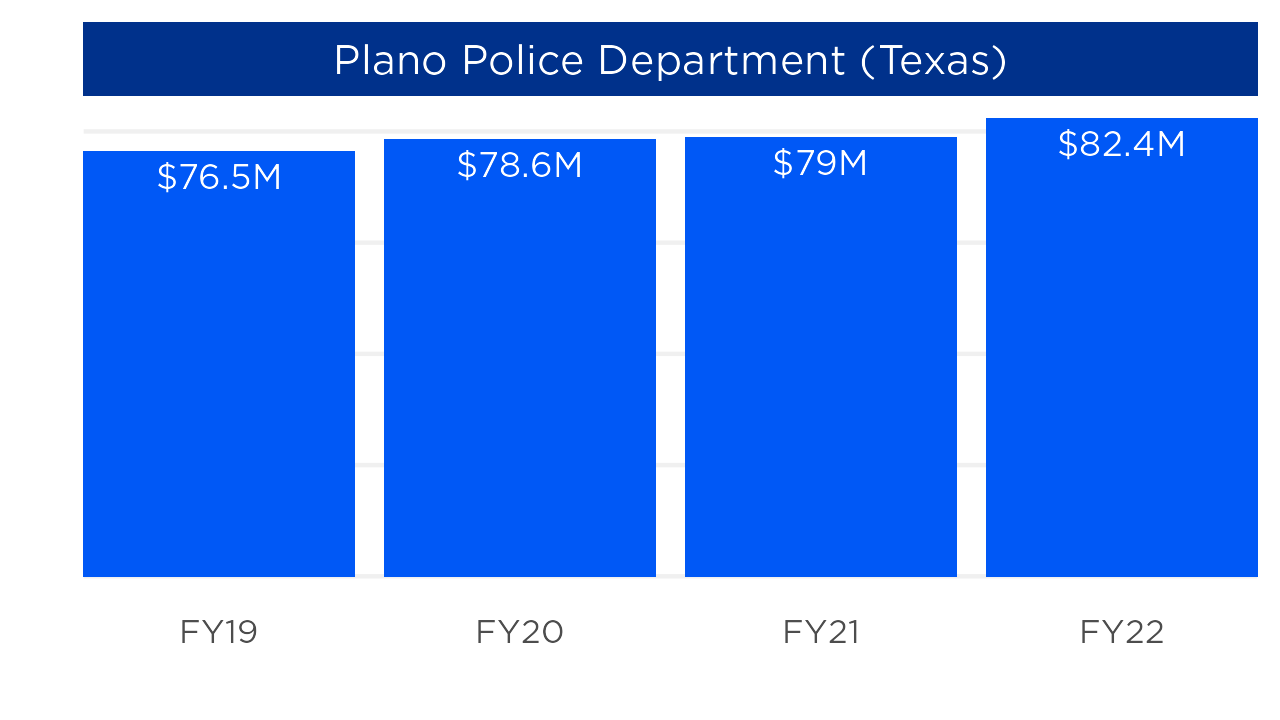 Plano Police Department (Texas)
$76.5M
$78.6M
$79M
$82.4M
FY19
FY20
FY21
FY22